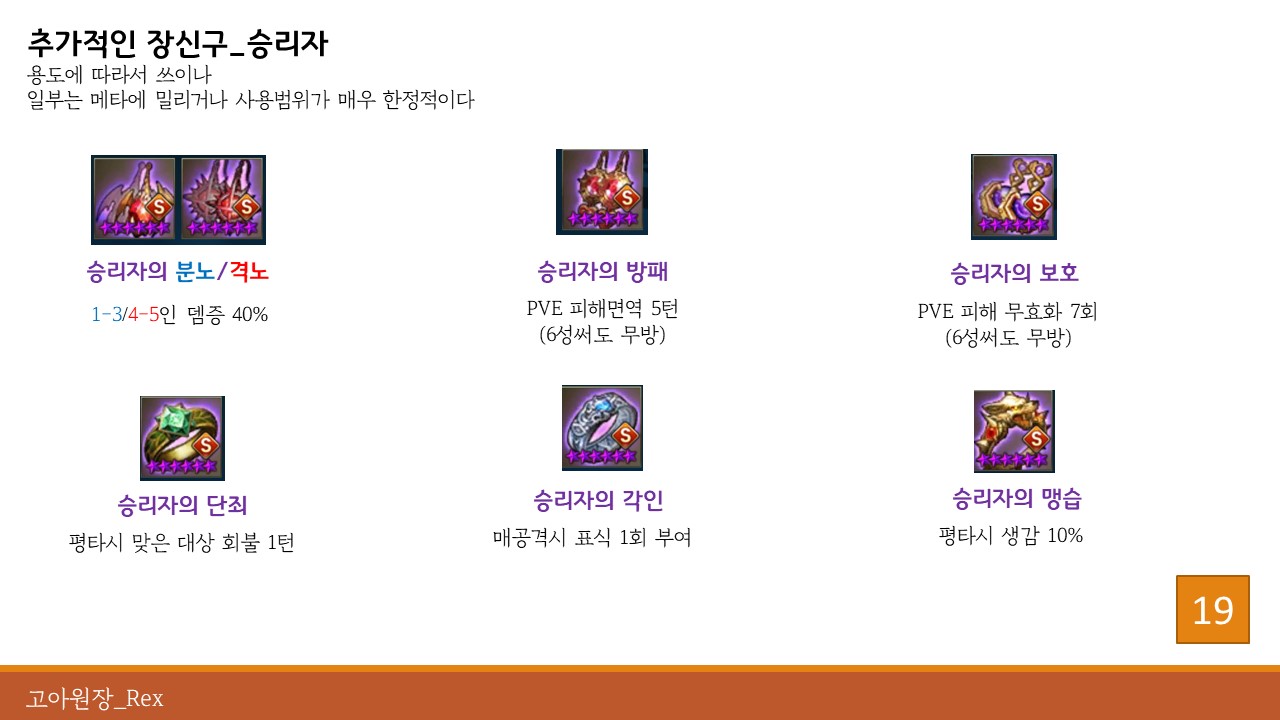 추가적인 장신구_승리자
용도에 따라서 쓰이나
일부는 메타에 밀리거나 사용범위가 매우 한정적이다
S
S
S
S
승리자의 분노/격노
승리자의 방패
승리자의 보호
1-3/4-5인 뎀증 40%
PVE 피해면역 5턴
(6성써도 무방)
PVE 피해 무효화 7회
(6성써도 무방)
S
S
S
승리자의 단죄
승리자의 각인
승리자의 맹습
평타시 맞은 대상 회불 1턴
매공격시 표식 1회 부여
평타시 생감 10%
19
고아원장_Rex